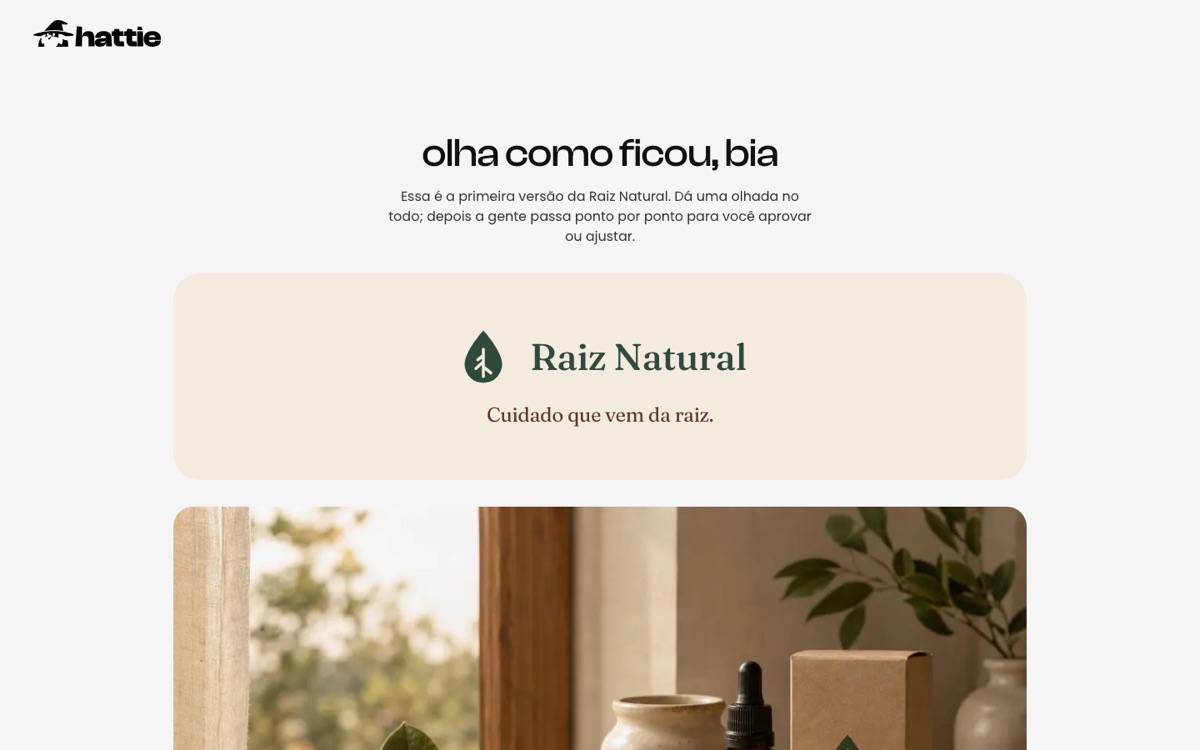 hattie
olha como ficou, bia
Essa é a primeira versão da Raiz Natural. Dá uma olhada no
todo; depois a gente passa ponto por ponto para você aprovar
ou ajustar.
Raiz Natural
Cuidado que vem da raiz.